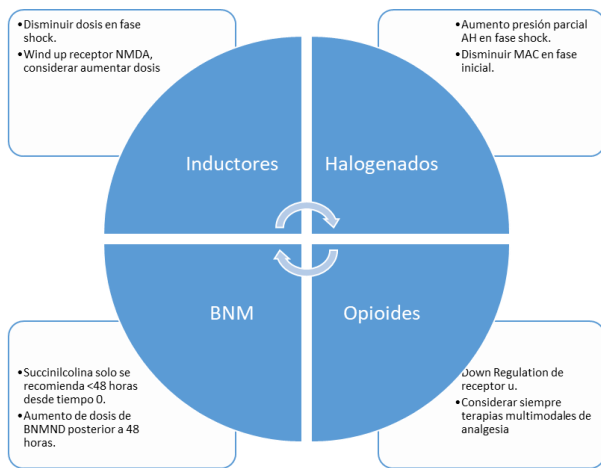 •Disminuir dosis en fase
shock.
•Wind up receptor NMDA,
considerar aumentar dosis
•Aumento presión parcial
AH en fase shock.
•Disminuir MAC en fase
inicial.
Inductores
Halogenados
BNM
Opioides
•Succinilcolina solo se
recomienda <48 horas
desde tiempo 0.
•Aumento de dosis de
BNMND posterior a 48
horas.
Down Regulation de
receptor u.
•Considerar siempre
terapias multimodales de
analgesia